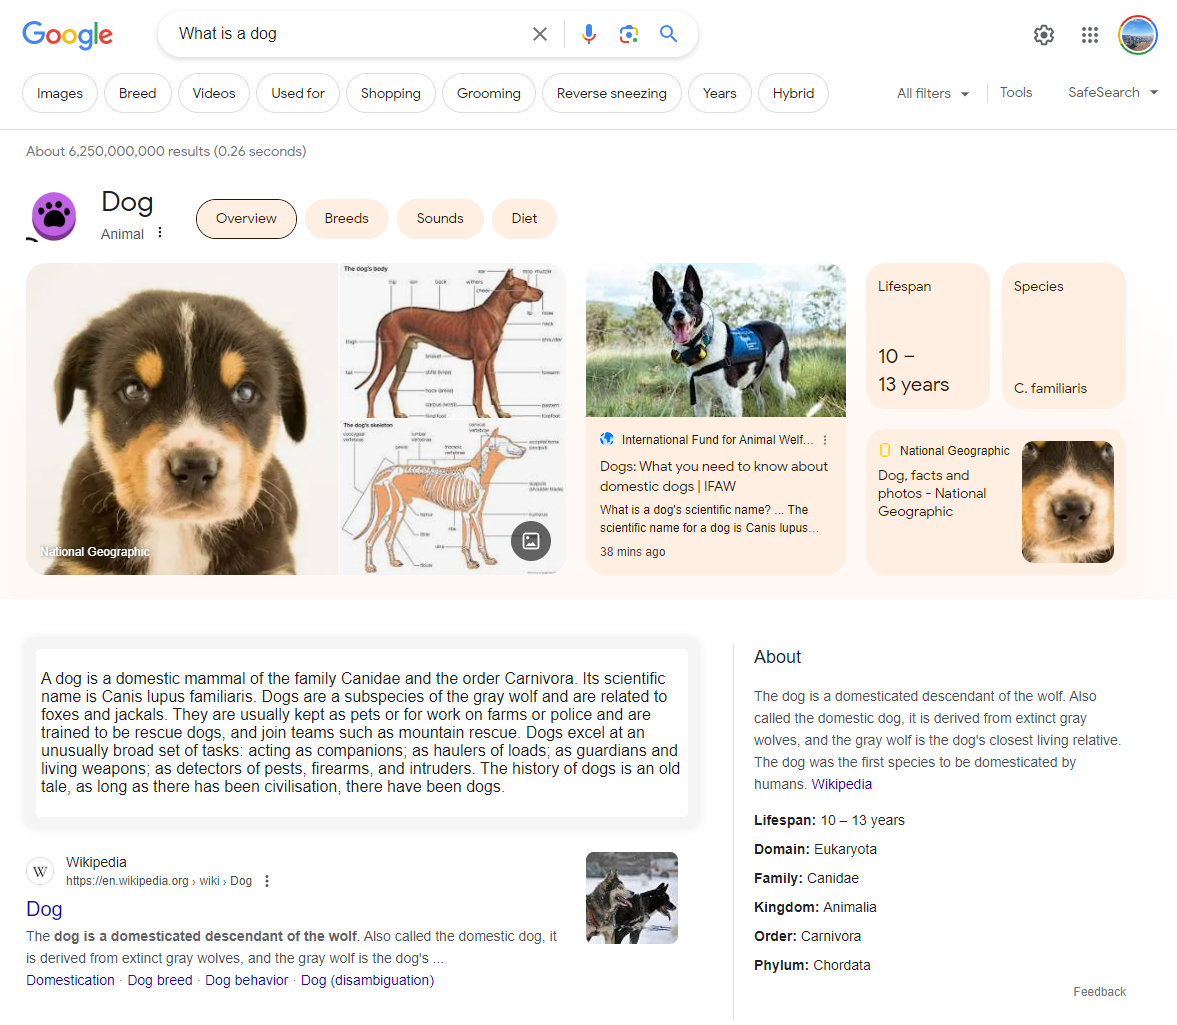 Google
What is a dog
Images
Breed
Videos
Used for
Shopping
Grooming
Reverse sneezing
Years
Hybrid
All filters
Tools
SafeSearch
About 6,250,000,000 results (0.26 seconds)
Dog
Animal
Overview
Breeds
Sounds
Diet
National Geographic
The dog's body
The dog's skeleton
International Fund for Animal Welf...
Dogs: What you need to know about
domestic dogs | IFAW
What is a dog's scientific name? ... The
scientific name for a dog is Canis lupus...
38 mins ago
Lifespan
10 –
13 years
Species
C. familiaris
National Geographic
Dog, facts and
photos - National
Geographic
A dog is a domestic mammal of the family Canidae and the order Carnivora. Its scientific
name is Canis lupus familiaris. Dogs are a subspecies of the gray wolf and are related to
foxes and jackals. They are usually kept as pets or for work on farms or police and are
trained to be rescue dogs, and join teams such as mountain rescue. Dogs excel at an
unusually broad set of tasks: acting as companions; as haulers of loads; as guardians and
living weapons; as detectors of pests, firearms, and intruders. The history of dogs is an old
tale, as long as there has been civilisation, there have been dogs.
W
Wikipedia
https://en.wikipedia.org › wiki › Dog
Dog
The dog is a domesticated descendant of the wolf. Also called the domestic dog, it
is derived from extinct gray wolves, and the gray wolf is the dog's ...
Domestication · Dog breed · Dog behavior · Dog (disambiguation)
About
The dog is a domesticated descendant of the wolf. Also
called the domestic dog, it is derived from extinct gray
wolves, and the gray wolf is the dog's closest living relative.
The dog was the first species to be domesticated by
humans. Wikipedia
Lifespan: 10 – 13 years
Domain: Eukaryota
Family: Canidae
Kingdom: Animalia
Order: Carnivora
Phylum: Chordata
Feedback